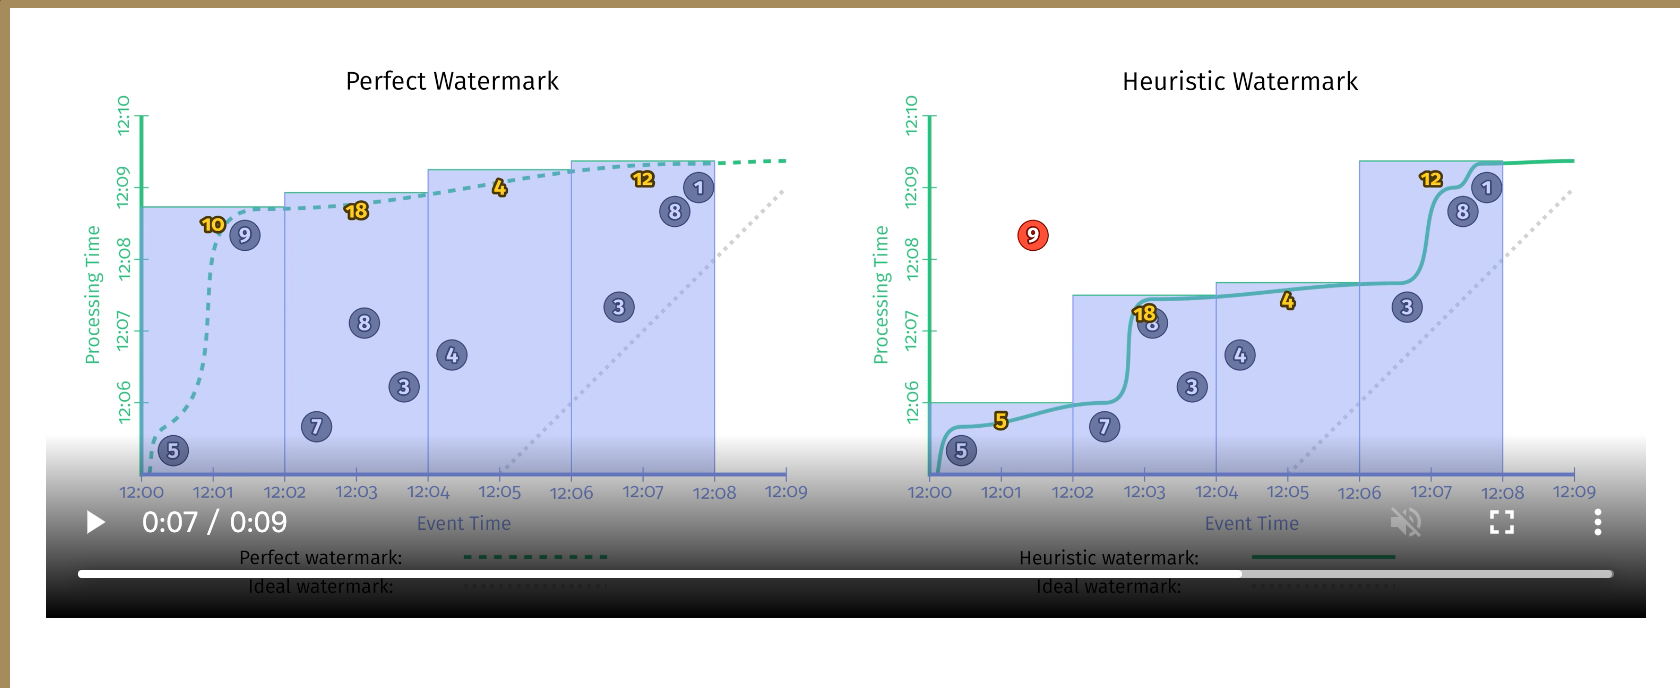 Perfect Watermark
Heuristic Watermark
Processing Time
12:10
12:09
12:08
12:07
12:06
10
18
4
12
9
8
3
4
7
5
3
8
1
12:00 12:01 12:02 12:03 12:04 12:05 12:06 12:07 12:08 12:09
Event Time
Perfect watermark:
Ideal watermark:
Processing Time
12:10
12:09
12:08
12:07
12:06
9
5
18
4
12
8
3
4
7
5
3
8
1
12:00 12:01 12:02 12:03 12:04 12:05 12:06 12:07 12:08 12:09
Event Time
Heuristic watermark:
Ideal watermark:
0:07 / 0:09